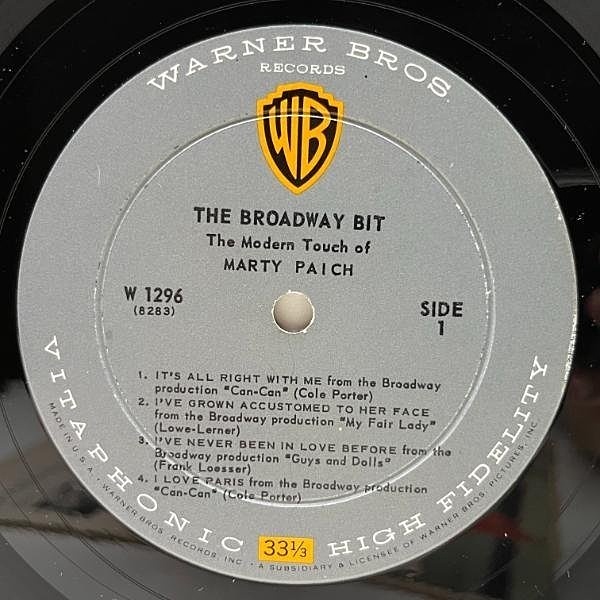 WARNER BROS.
RECORDS
WB
THE BROADWAY BIT
The Modern Touch of
MARTY PAICH
W 1296
(8283)
SIDE
1
1. IT'S ALL RIGHT WITH ME from the Broadway
production "Can-Can" (Cole Porter)
2. I'VE GROWN ACCUSTOMED TO HER FACE
from the Broadway production "My Fair Lady"
(Lowe-Lerner)
3. I'VE NEVER BEEN IN LOVE BEFORE from the
Broadway production "Guys and Dolls"
(Frank Loesser)
4. I LOVE PARIS from the Broadway production
"Can-Can" (Cole Porter)
VITAPHONIC HIGH FIDELITY
33⅓
MADE IN U.S.A. • WARNER BROS. RECORDS, INC. • A SUBSIDIARY & LICENSEE OF WARNER BROS. PICTURES, INC.